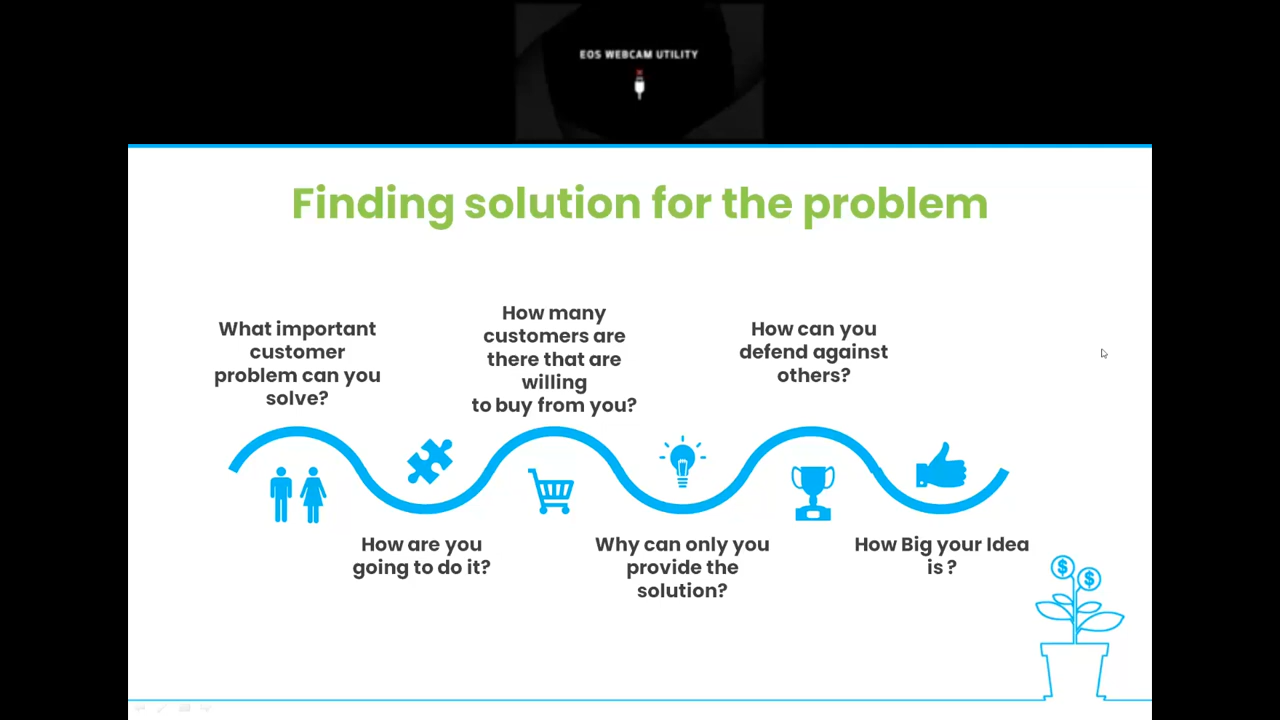 EOS WEBCAM UTILITY
Finding solution for the problem
What important
customer
problem can you
solve?
How are you
going to do it?
How many
customers are
there that are
willing
to buy from you?
Why can only you
provide the
solution?
How can you
defend against
others?
How Big your Idea
is ?
$
$